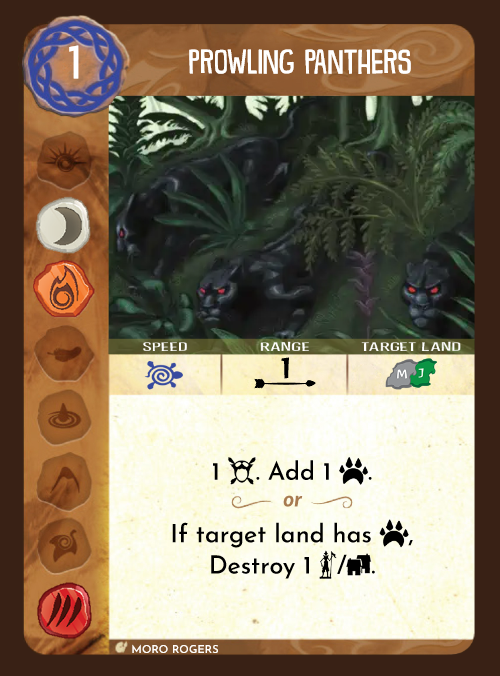 1
PROWLING PANTHERS
SPEED RANGE TARGET LAND
1 M J
1 . Add 1 .
or
If target land has ,
Destroy 1 / .
MORO ROGERS